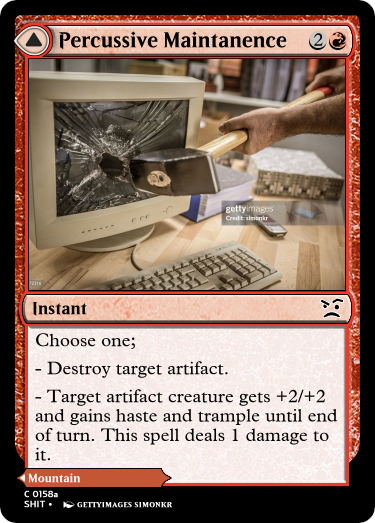 Percussive Maintanence 2
gettyimages
Credit: simonkr
Instant
Choose one;
- Destroy target artifact.
- Target artifact creature gets +2/+2
and gains haste and trample until end
of turn. This spell deals 1 damage to
it.
Mountain
C 0158a
SHIT • GETTYIMAGES SIMONKR